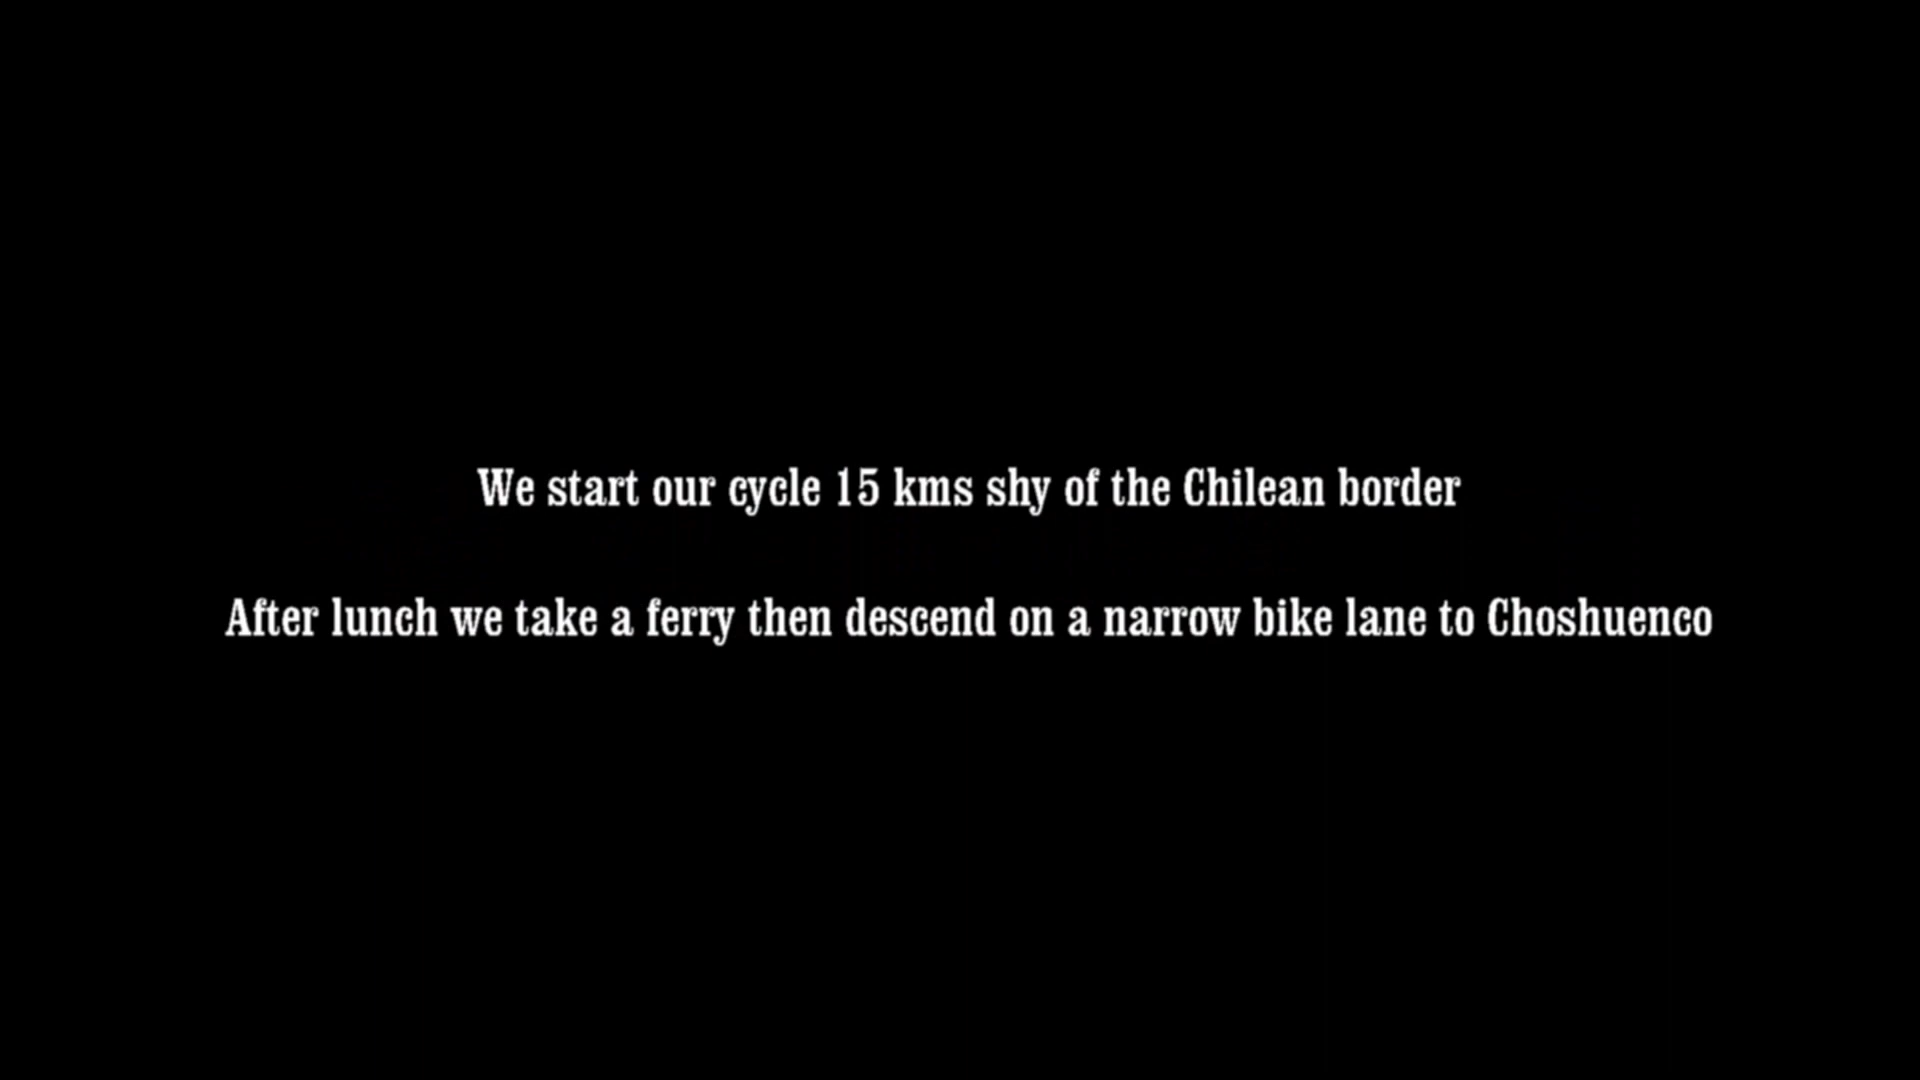 We start our cycle 15 kms shy of the Chilean border
After lunch we take a ferry then descend on a narrow bike lane to Choshuenco